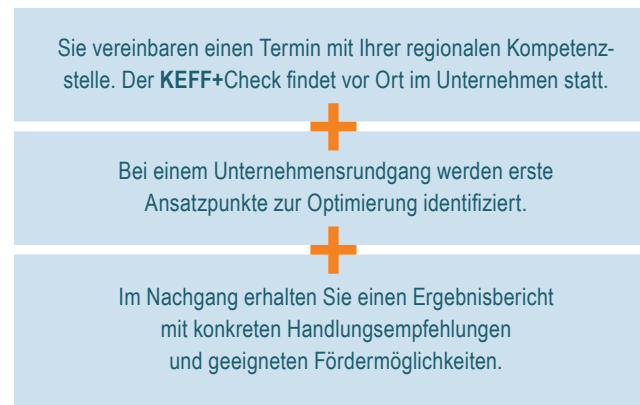 Sie vereinbaren einen Termin mit Ihrer regionalen Kompetenz-
stelle. Der KEFF+Check findet vor Ort im Unternehmen statt.
+
Bei einem Unternehmensrundgang werden erste
Ansatzpunkte zur Optimierung identifiziert.
+
Im Nachgang erhalten Sie einen Ergebnisbericht
mit konkreten Handlungsempfehlungen
und geeigneten Fördermöglichkeiten.